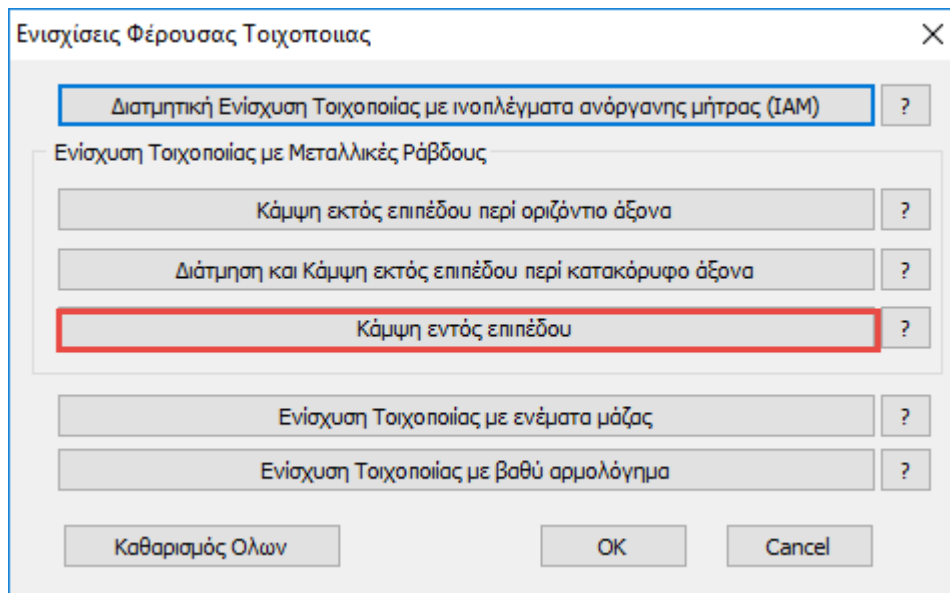 Ενισχίσεις Φέρουσας Τοιχοποιιας
Διατμητική Ενίσχυση Τοιχοποιίας με ινοπλέγματα ανόργανης μήτρας (ΙΑΜ) ?
Ενίσχυση Τοιχοποιίας με Μεταλλικές Ράβδους
Κάμψη εκτός επιπέδου περί οριζόντιο άξονα ?
Διάτμηση και Κάμψη εκτός επιπέδου περί κατακόρυφο άξονα ?
Κάμψη εντός επιπέδου ?
Ενίσχυση Τοιχοποιίας με ενέματα μάζας ?
Ενίσχυση Τοιχοποιίας με βαθύ αρμολόγημα ?
Καθαρισμός Ολων OK Cancel